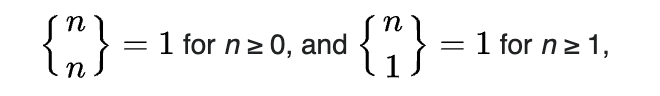 {n n} = 1 for n ≥ 0, and {n 1} = 1 for n ≥ 1,